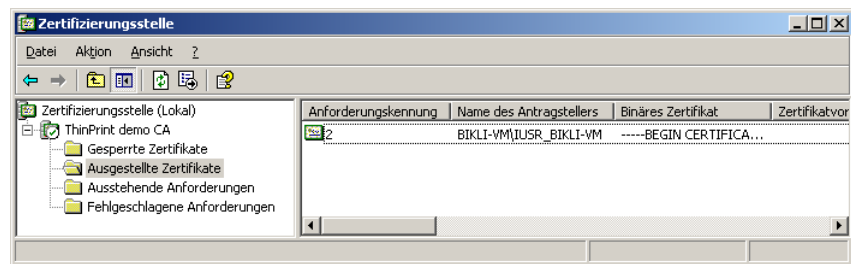 Zertifizierungsstelle
Datei Aktion Ansicht ?
Zertifizierungsstelle (Lokal)
ThinPrint demo CA
Gesperrte Zertifikate
Ausgestellte Zertifikate
Ausstehende Anforderungen
Fehlgeschlagene Anforderungen
Anforderungskennung Name des Antragstellers Binäres Zertifikat Zertifikatvor
2 BIKLI-VM\IUSR_BIKLI-VM -----BEGIN CERTIFICA...